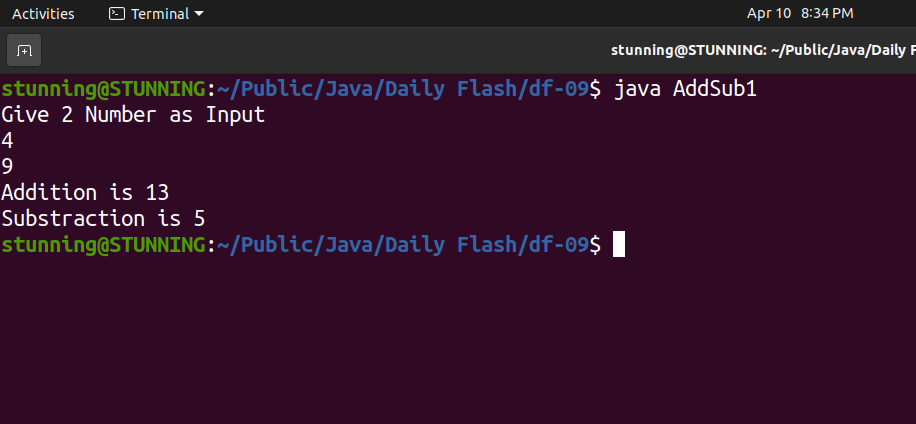 Activities Terminal Apr 10 8:34 PM
stunning@STUNNING: ~/Public/Java/Daily F
stunning@STUNNING:~/Public/Java/Daily Flash/df-09$ java AddSub1
Give 2 Number as Input
4
9
Addition is 13
Substraction is 5
stunning@STUNNING:~/Public/Java/Daily Flash/df-09$